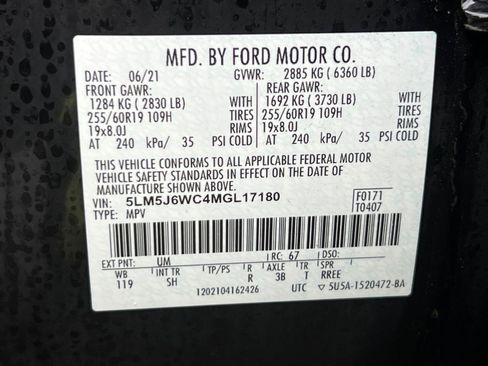 MFD. BY FORD MOTOR CO.
DATE: 06/21 GVWR: 2885 KG ( 6360 LB)
FRONT GAWR: REAR GAWR:
1284 KG ( 2830 LB) WITH 1692 KG ( 3730 LB) WITH
255/60R19 109H TIRES 255/60R19 109H TIRES
19x8.0J RIMS 19x8.0J RIMS
AT 240 kPa/ 35 PSI COLD AT 240 kPa/ 35 PSI COLD
THIS VEHICLE CONFORMS TO ALL APPLICABLE FEDERAL MOTOR
VEHICLE SAFETY STANDARDS IN EFFECT ON THE DATE OF
MANUFACTURE SHOWN ABOVE.
VIN: 5LM5J6WC4MGL17180 F0171
TYPE: MPV T0407
EXT PNT: UM RC: 67 DSO:
WB INT TR TP/PS R AXLE TR RREE
119 SH R 3B T
1202104162426 UTC ▽ 5U5A-1520472-BA